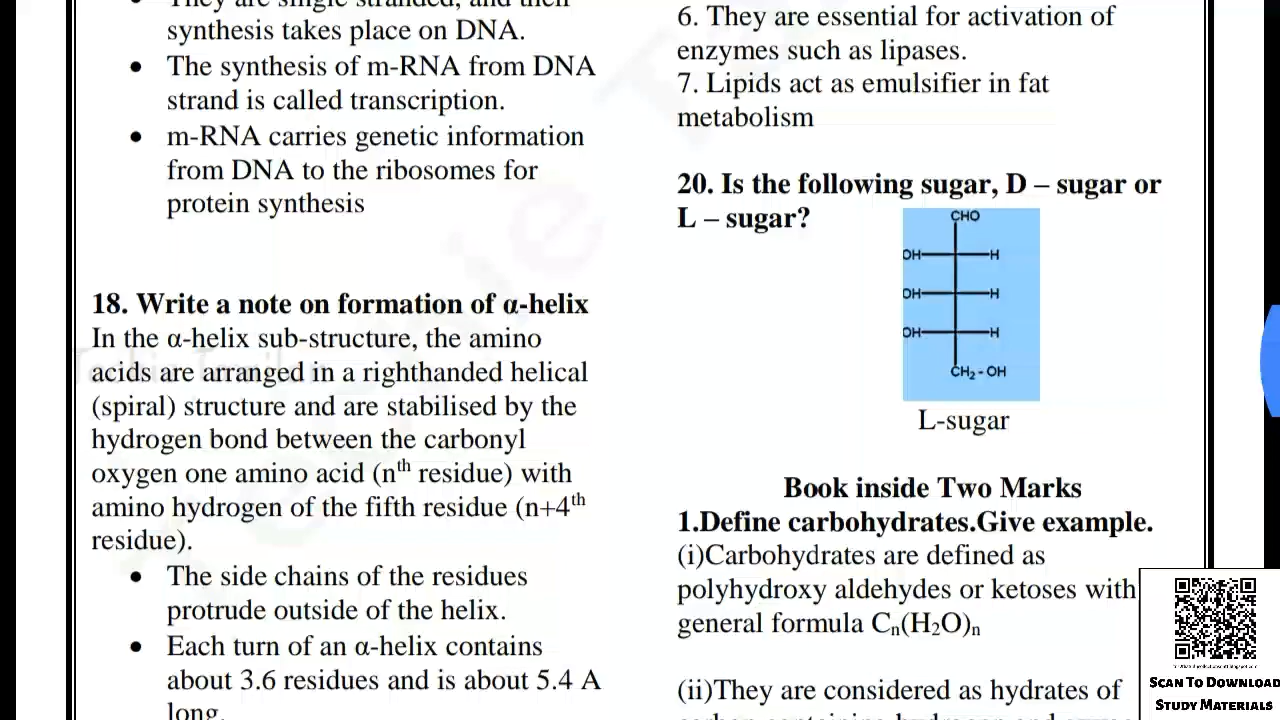 They are single stranded, and their
synthesis takes place on DNA.
• The synthesis of m-RNA from DNA
strand is called transcription.
• m-RNA carries genetic information
from DNA to the ribosomes for
protein synthesis
18. Write a note on formation of α-helix
In the α-helix sub-structure, the amino
acids are arranged in a righthanded helical
(spiral) structure and are stabilised by the
hydrogen bond between the carbonyl
oxygen one amino acid (nth residue) with
amino hydrogen of the fifth residue (n+4th
residue).
• The side chains of the residues
protrude outside of the helix.
• Each turn of an α-helix contains
about 3.6 residues and is about 5.4 A
long.
6. They are essential for activation of
enzymes such as lipases.
7. Lipids act as emulsifier in fat
metabolism
20. Is the following sugar, D – sugar or
L – sugar?
CHO
OH H
OH H
OH H
CH2 - OH
L-sugar
Book inside Two Marks
1.Define carbohydrates.Give example.
(i)Carbohydrates are defined as
polyhydroxy aldehydes or ketoses with
general formula Cn(H2O)n
(ii)They are considered as hydrates of
SCAN TO DOWNLOAD
STUDY MATERIALS